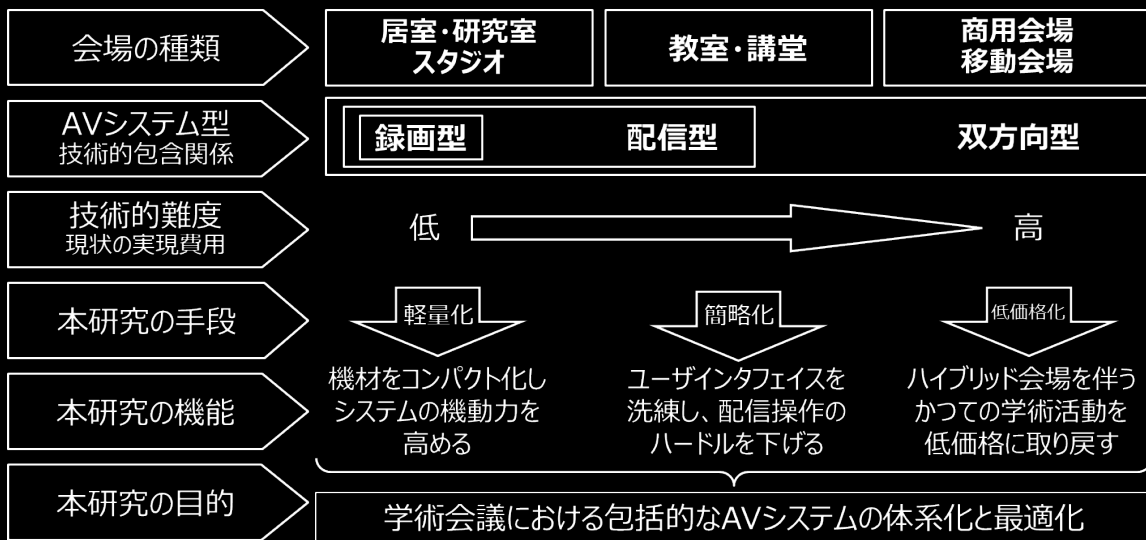 会場の種類
居室・研究室
スタジオ
教室・講堂
商用会場
移動会場
AVシステム型
技術的包含関係
録画型
配信型
双方向型
技術的難度
現状の実現費用
低
高
本研究の手段
軽量化
簡略化
低価格化
本研究の機能
機材をコンパクト化し
システムの機動力を
高める
ユーザインタフェイスを
洗練し、配信操作の
ハードルを下げる
ハイブリッド会場を伴う
かつての学術活動を
低価格に取り戻す
本研究の目的
学術会議における包括的なAVシステムの体系化と最適化